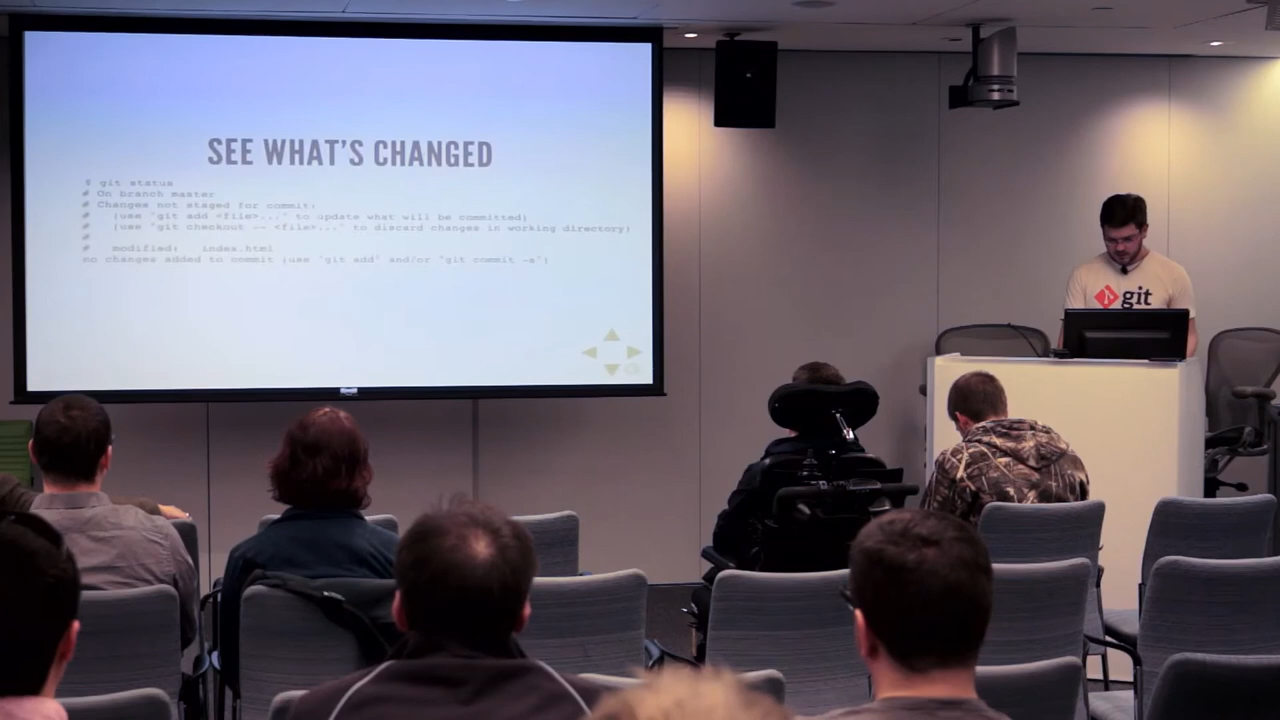 SEE WHAT'S CHANGED
$ git status
# On branch master
# Changes not staged for commit:
#   (use "git add <file>..." to update what will be committed)
#   (use "git checkout -- <file>..." to discard changes in working directory)
#
#   modified:   index.html
no changes added to commit (use "git add" and/or "git commit -a")
git